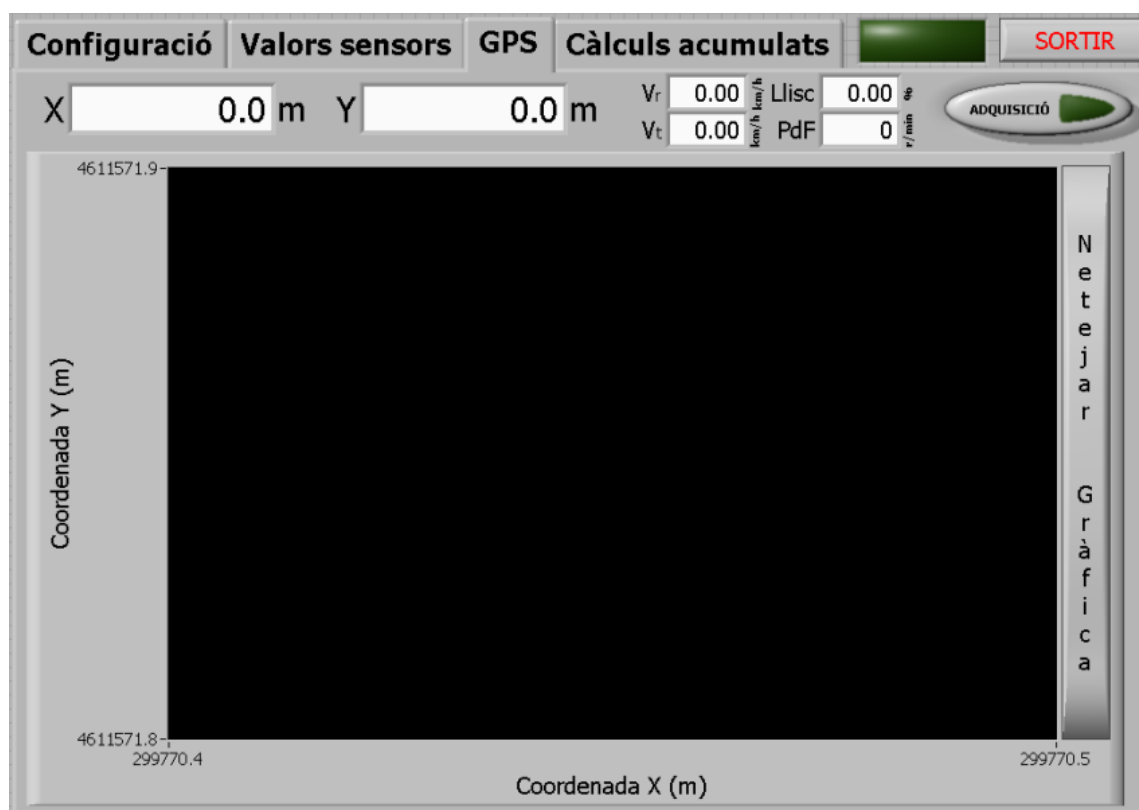 Configuració Valors sensors GPS Càlculs acumulats SORTIR
X 0.0 m Y 0.0 m
Vr 0.00 km/h km/h Llisc 0.00 %
Vt 0.00 km/h PdF 0 r/min
ADQUISICIÓ
4611571.9
Coordenada Y (m)
4611571.8
299770.4 299770.5
Coordenada X (m)
Netejar Gràfica